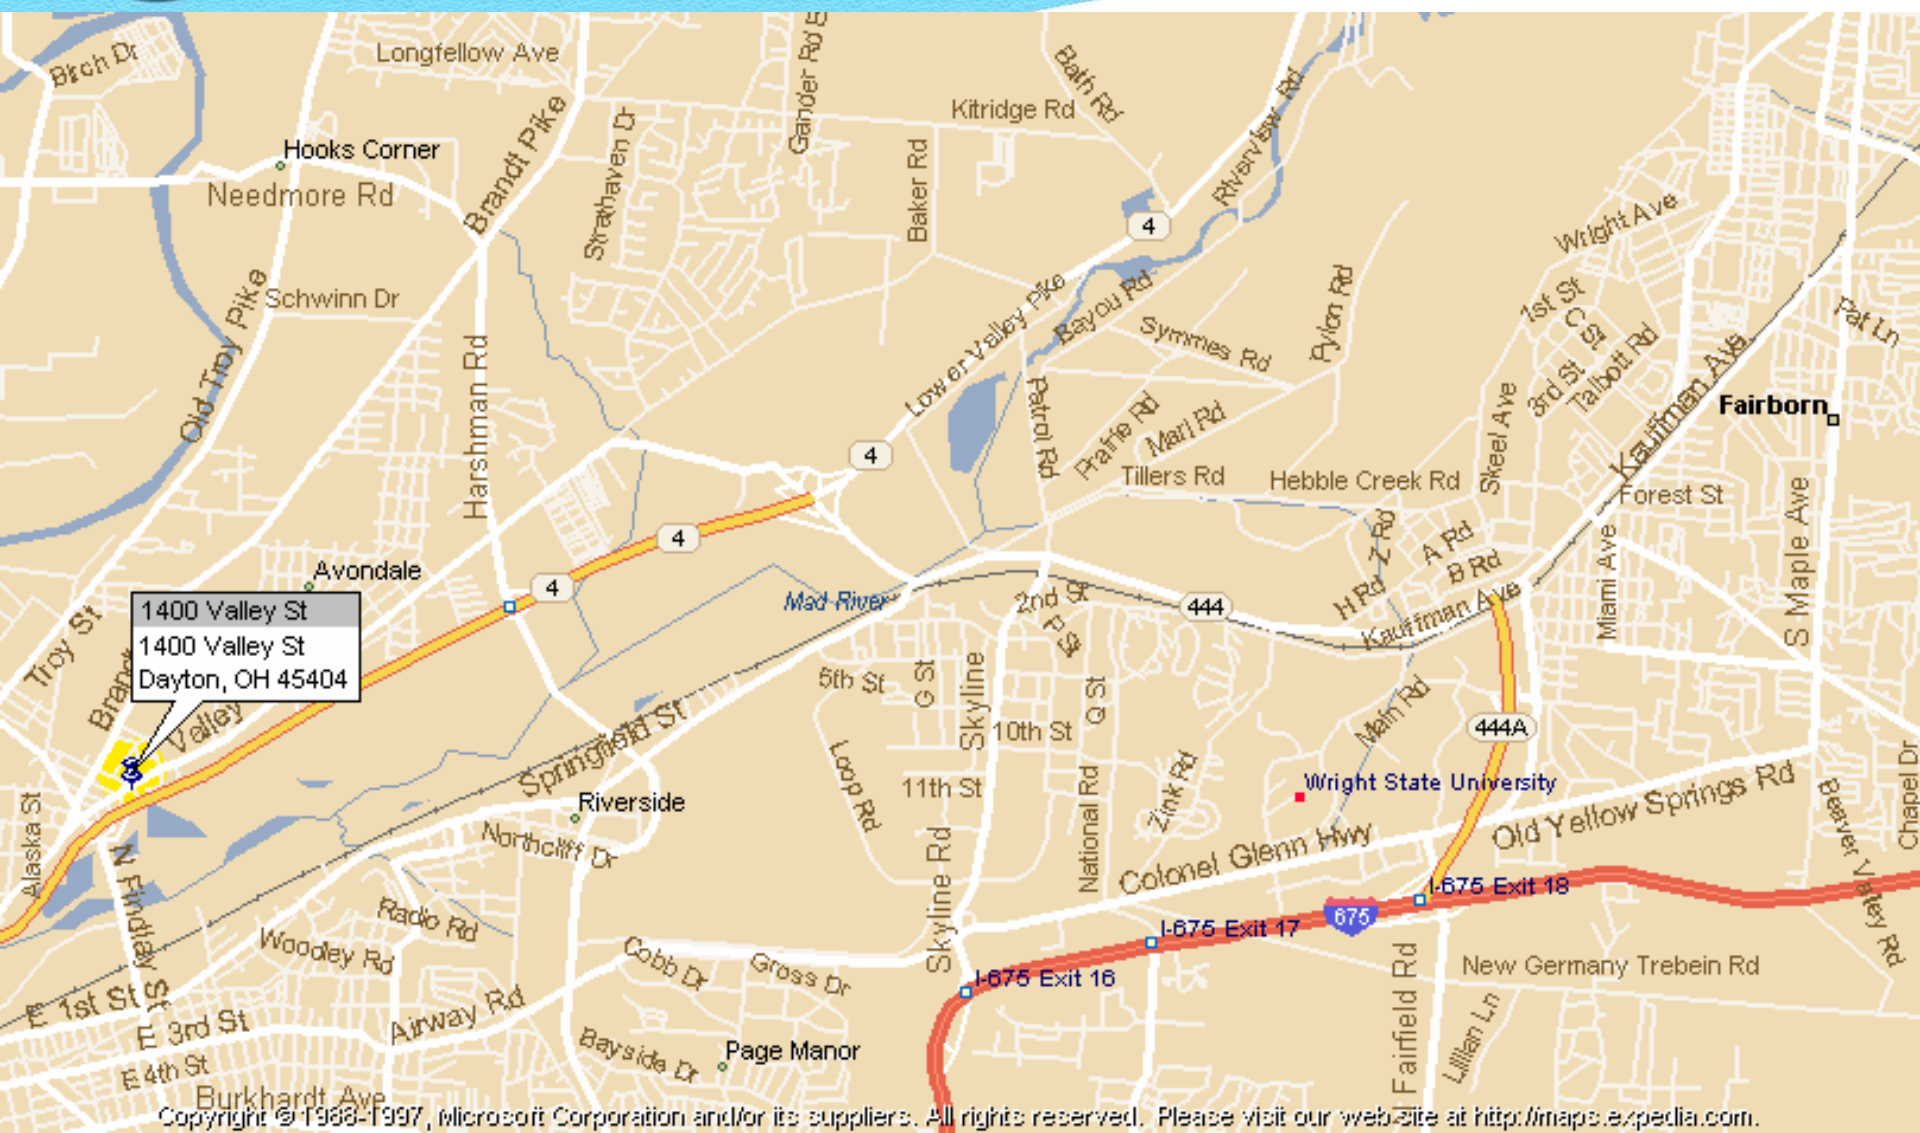 Birch Dr
Longfellow Ave
Gander Rd E
Bath Rd
Kitridge Rd
Riverview Rd
Brandt Pike
Strathaven Dr
Baker Rd
Hooks Corner
Needmore Rd
4
Wright Ave
Old Troy Pike
Schwinn Dr
Harshman Rd
Lower Valley Pike
Bayou Rd
Symmes Rd
Pylon Rd
1st St
C St
3rd St
Talbott Rd
Pat Ln
Kauffman Ave
Fairborn
Patrol Rd
Prairie Rd
Marl Rd
Skeel Ave
4
Tillers Rd
Hebble Creek Rd
Forest St
4
Z Rd
A Rd
B Rd
H Rd
Miami Ave
S Maple Ave
Avondale
4
Mad River
2nd St
P St
444
Kauffman Ave
1400 Valley St
1400 Valley St
Dayton, OH 45404
Troy St
Brandt
Valley
5th St
G St
Skyline
Q St
10th St
Main Rd
444A
Springfield St
Loop Rd
11th St
Zink Rd
National Rd
Wright State University
Old Yellow Springs Rd
Beaver Valley Rd
Chapel Dr
Alaska St
Riverside
Northcliff Dr
N Findlay St
Skyline Rd
Colonel Glenn Hwy
I-675 Exit 18
675
I-675 Exit 17
Radio Rd
Woodley Rd
Cobb Dr
Gross Dr
I-675 Exit 16
N Fairfield Rd
New Germany Trebein Rd
Lillian Ln
E 1st St
E 3rd St
Airway Rd
Bayside Dr
Page Manor
E 4th St
Burkhardt Ave
Copyright © 1988-1997, Microsoft Corporation and/or its suppliers. All rights reserved. Please visit our web site at http://maps.expedia.com.